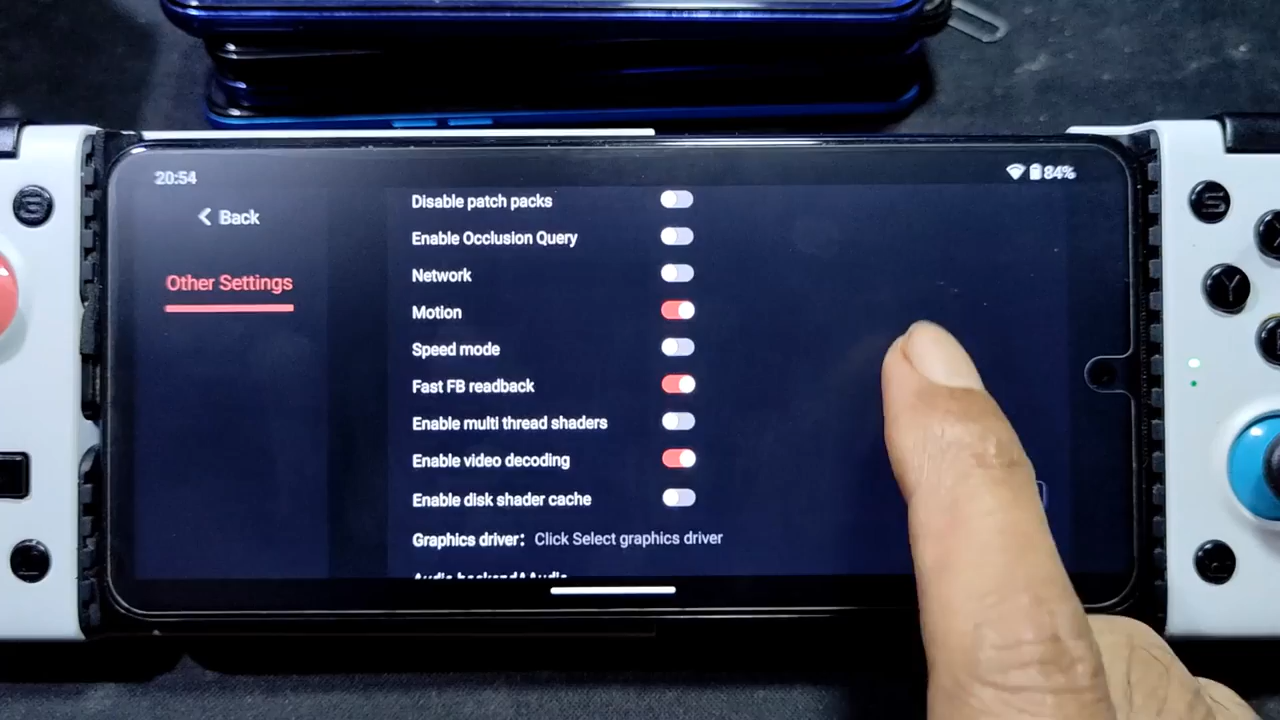 20:54
84%
Back
Other Settings
Disable patch packs
Enable Occlusion Query
Network
Motion
Speed mode
Fast FB readback
Enable multi thread shaders
Enable video decoding
Enable disk shader cache
Graphics driver: Click Select graphics driver
S
S
Y